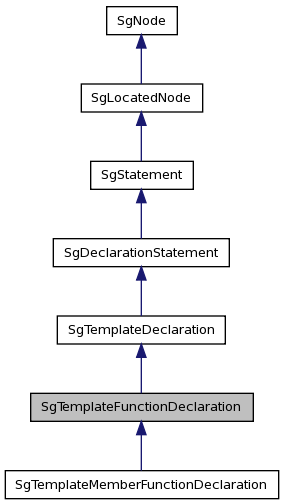 SgNode
SgLocatedNode
SgStatement
SgDeclarationStatement
SgTemplateDeclaration
SgTemplateFunctionDeclaration
SgTemplateMemberFunctionDeclaration